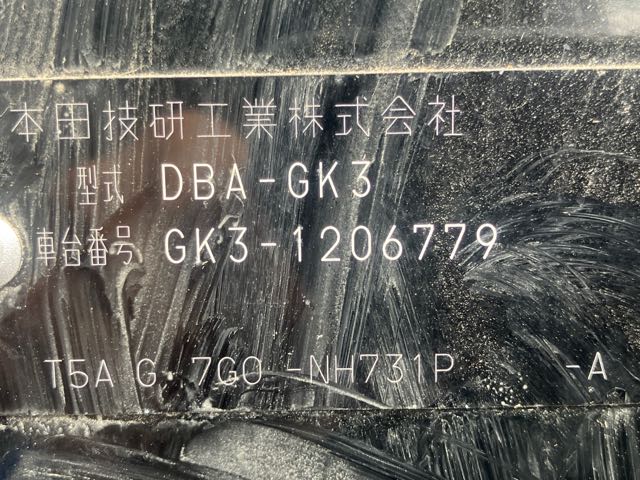 本田技研工業株式会社
型式 DBA-GK3
車台番号 GK3-1206779
T5A G 7G0 -NH731P -A